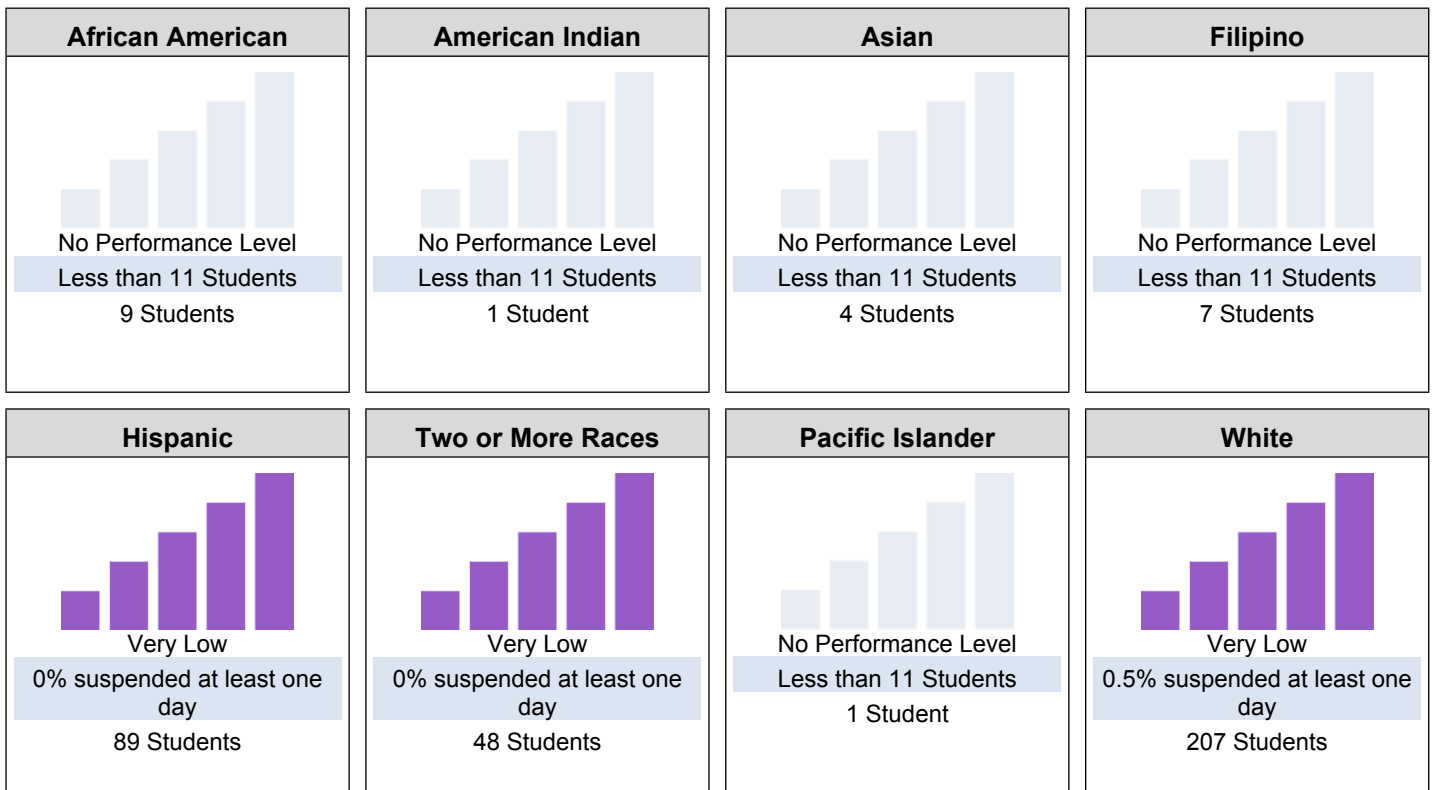 African American
No Performance Level
Less than 11 Students
9 Students
American Indian
No Performance Level
Less than 11 Students
1 Student
Asian
No Performance Level
Less than 11 Students
4 Students
Filipino
No Performance Level
Less than 11 Students
7 Students
Hispanic
Very Low
0% suspended at least one
day
89 Students
Two or More Races
Very Low
0% suspended at least one
day
48 Students
Pacific Islander
No Performance Level
Less than 11 Students
1 Student
White
Very Low
0.5% suspended at least one
day
207 Students